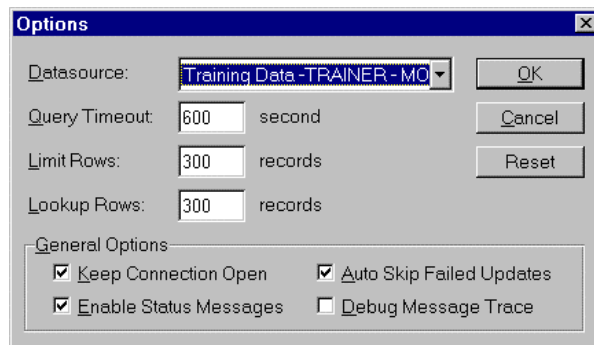 Options
Datasource: Training Data -TRAINER - MO OK
Query Timeout: 600 second Cancel
Limit Rows: 300 records Reset
Lookup Rows: 300 records
General Options
Keep Connection Open Auto Skip Failed Updates
Enable Status Messages Debug Message Trace